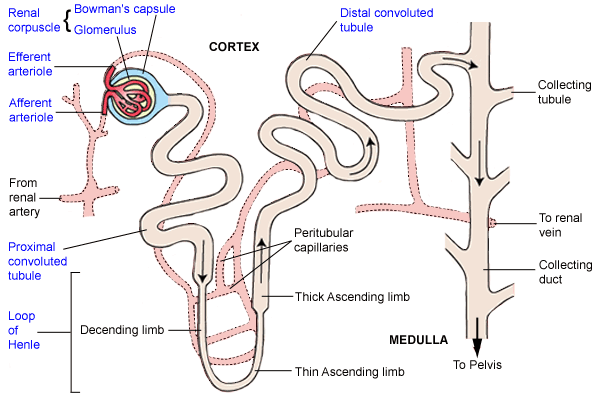 Renal
corpuscle
{
Bowman's capsule
Glomerulus
Efferent
arteriole
Afferent
arteriole
From
renal
artery
Proximal
convoluted
tubule
Loop
of
Henle
Decending limb
CORTEX
Distal convoluted
tubule
Collecting
tubule
Peritubular
capillaries
To renal
vein
Collecting
duct
Thick Ascending limb
MEDULLA
Thin Ascending limb
To Pelvis